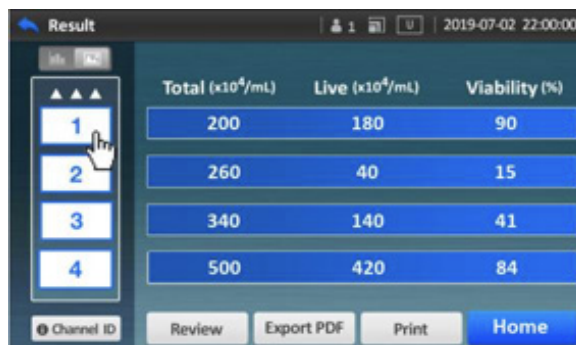 Result 1 U 2019-07-02 22:00:00
Total (x10⁴/mL) Live (x10⁴/mL) Viability (%)
1 200 180 90
2 260 40 15
3 340 140 41
4 500 420 84
Channel ID Review Export PDF Print Home